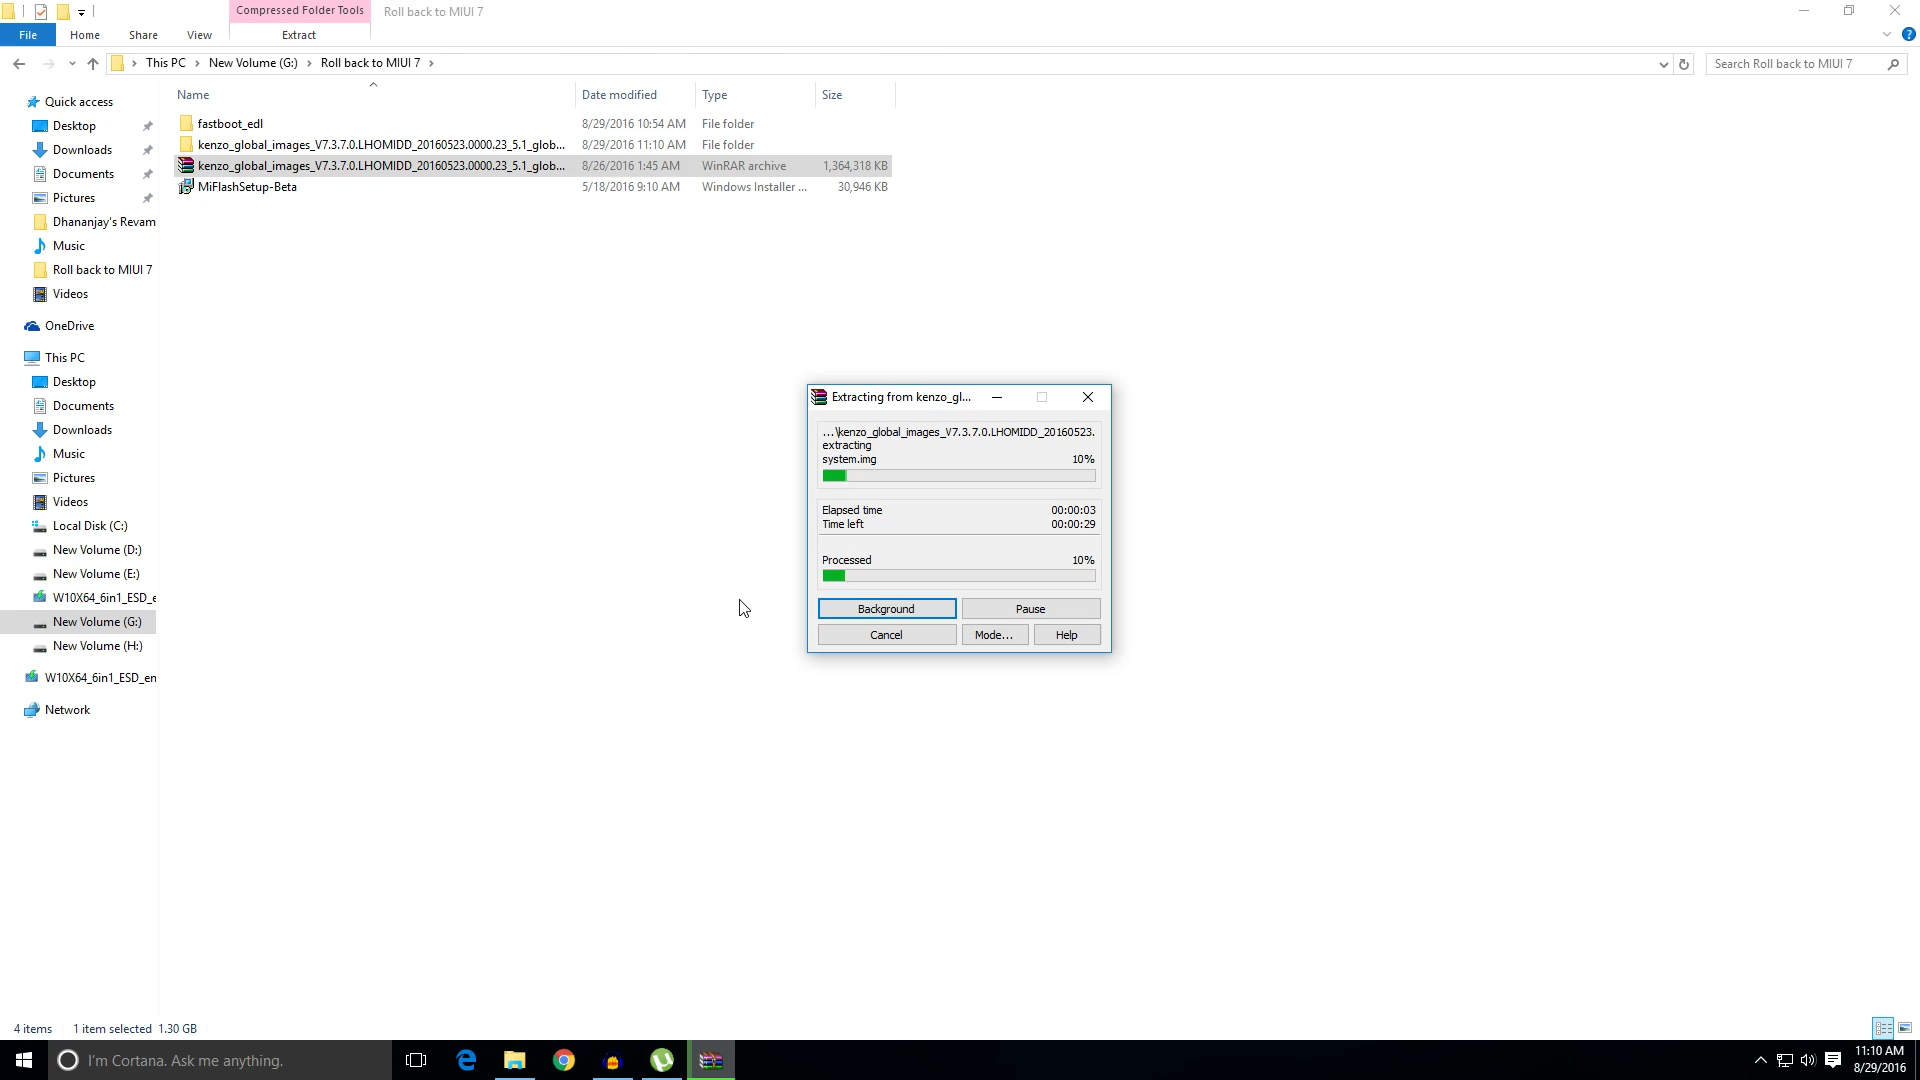 Compressed Folder Tools
Roll back to MIUI 7
File
Home
Share
View
Extract
This PC
New Volume (G:)
Roll back to MIUI 7
Search Roll back to MIUI 7
Name
Date modified
Type
Size
fastboot_edl
8/29/2016 10:54 AM
File folder
kenzo_global_images_V7.3.7.0.LHOMIDD_20160523.0000.23_5.1_glob...
8/29/2016 11:10 AM
File folder
kenzo_global_images_V7.3.7.0.LHOMIDD_20160523.0000.23_5.1_glob...
8/26/2016 1:45 AM
WinRAR archive
1,364,318 KB
MiFlashSetup-Beta
5/18/2016 9:10 AM
Windows Installer ...
30,946 KB
Quick access
Desktop
Downloads
Documents
Pictures
Dhananjay's Revam
Music
Roll back to MIUI 7
Videos
OneDrive
This PC
Desktop
Documents
Downloads
Music
Pictures
Videos
Local Disk (C:)
New Volume (D:)
New Volume (E:)
W10X64_6in1_ESD_e
New Volume (G:)
New Volume (H:)
W10X64_6in1_ESD_en
Network
Extracting from kenzo_gl...
...\kenzo_global_images_V7.3.7.0.LHOMIDD_20160523.
extracting
system.img
10%
Elapsed time
00:00:03
Time left
00:00:29
Processed
10%
Background
Pause
Cancel
Mode...
Help
4 items
1 item selected 1.30 GB
I'm Cortana. Ask me anything.
11:10 AM
8/29/2016